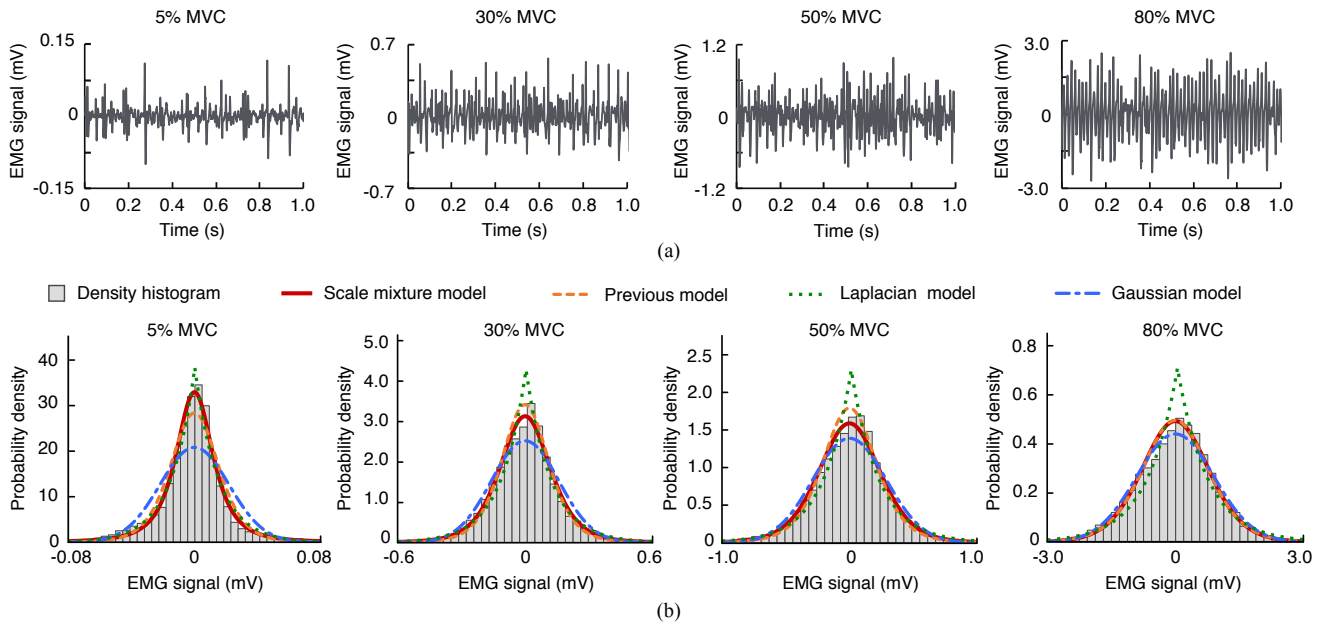 5% MVC
30% MVC
50% MVC
80% MVC
EMG signal (mV)
0.15
0
-0.15
0 0.2 0.4 0.6 0.8 1.0
Time (s)
EMG signal (mV)
0.7
0
-0.7
0 0.2 0.4 0.6 0.8 1.0
Time (s)
EMG signal (mV)
1.2
0
-1.2
0 0.2 0.4 0.6 0.8 1.0
Time (s)
EMG signal (mV)
3.0
0
-3.0
0 0.2 0.4 0.6 0.8 1.0
Time (s)
(a)
Density histogram
Scale mixture model
Previous model
Laplacian model
Gaussian model
5% MVC
30% MVC
50% MVC
80% MVC
Probability density
40
30
20
10
0
-0.08 0 0.08
EMG signal (mV)
Probability density
5.0
4.0
3.0
2.0
1.0
0
-0.6 0 0.6
EMG signal (mV)
Probability density
2.5
2.0
1.5
1.0
0.5
0
-1.0 0 1.0
EMG signal (mV)
Probability density
0.8
0.6
0.4
0.2
0
-3.0 0 3.0
EMG signal (mV)
(b)